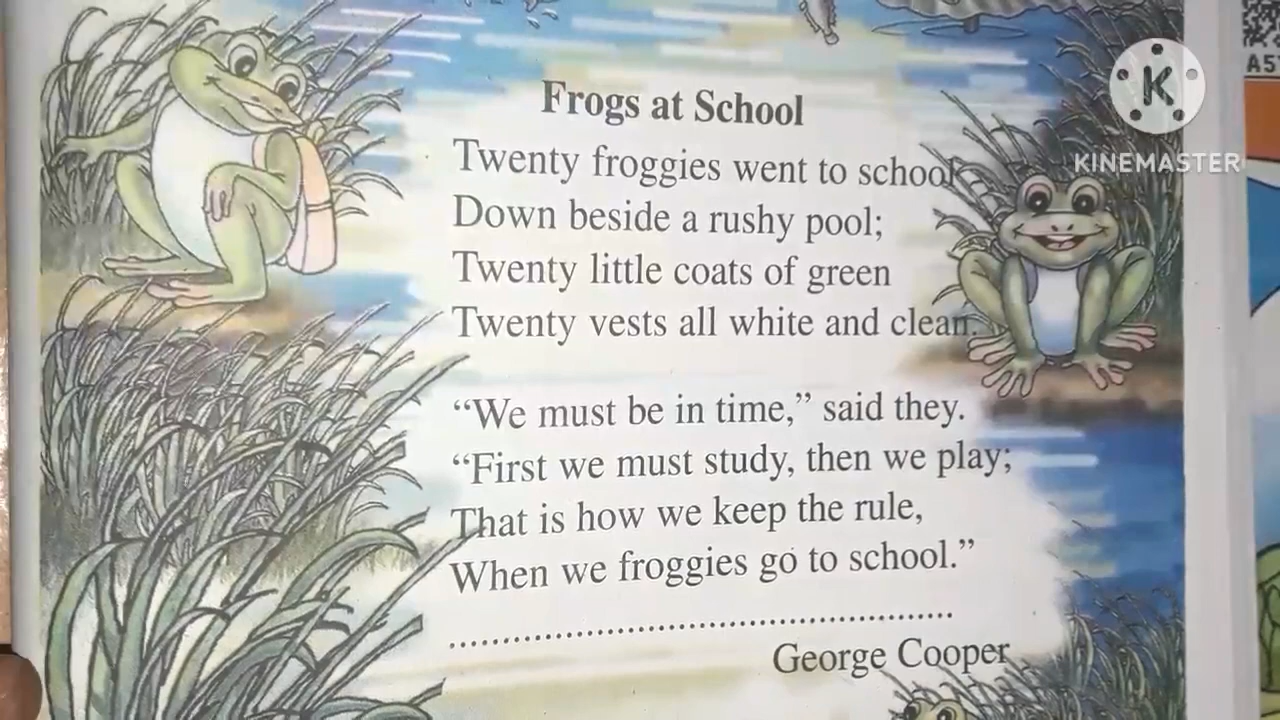 Frogs at School
Twenty froggies went to school
Down beside a rushy pool;
Twenty little coats of green
Twenty vests all white and clean.
“We must be in time,” said they.
“First we must study, then we play;
That is how we keep the rule,
When we froggies go to school.”
..........................................................
George Cooper
K
KINEMASTER
A5